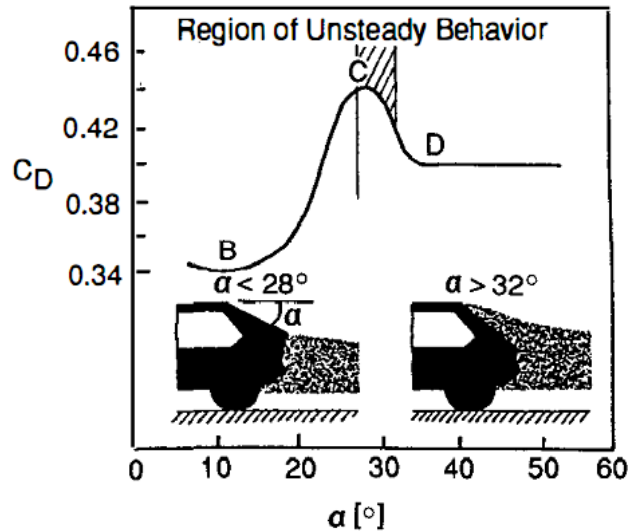 Region of Unsteady Behavior
0.46
C
0.42
D
C_D
0.38
B
0.34
α < 28°
α > 32°
α
0 10 20 30 40 50 60
α [°]